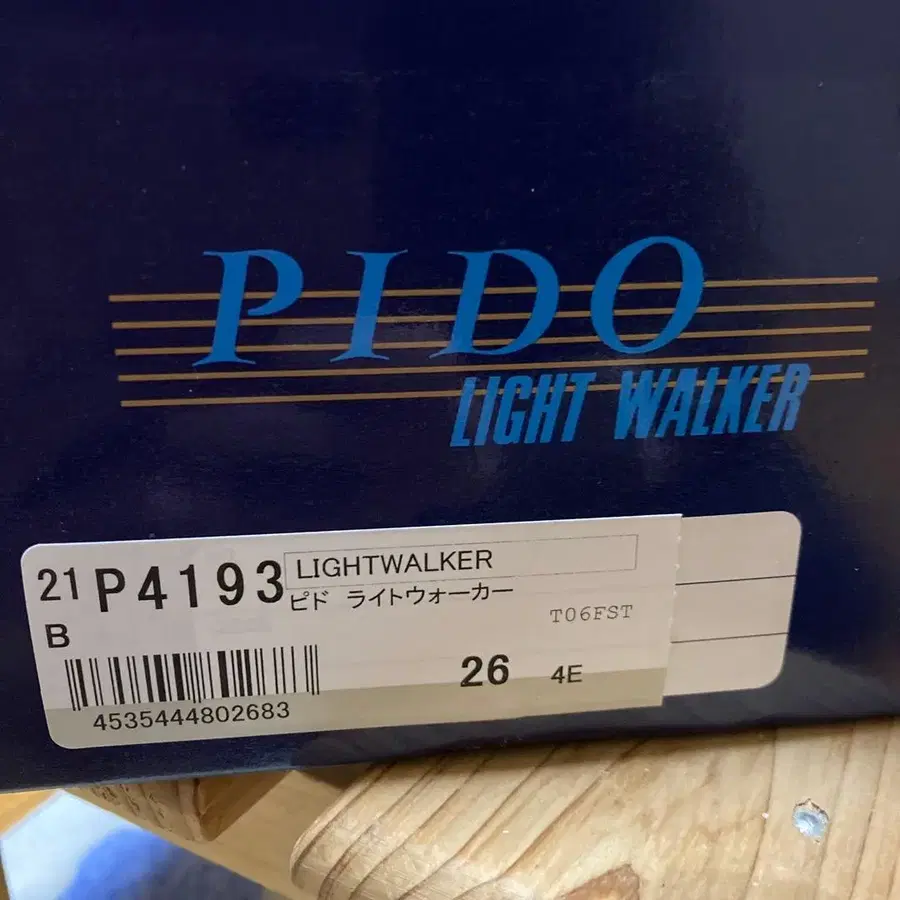 PIDO
LIGHT WALKER
21 P4193 LIGHTWALKER
ピド ライトウォーカー
B
T06FST
26 4E
4535444802683